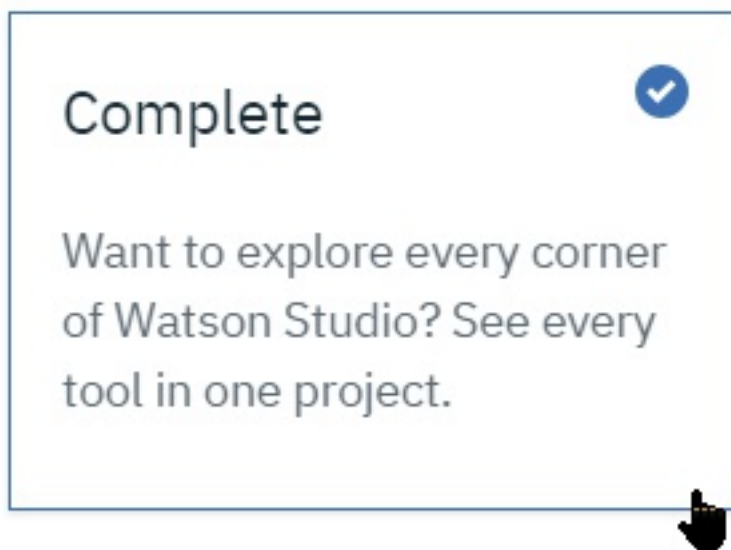 Complete
Want to explore every corner
of Watson Studio? See every
tool in one project.